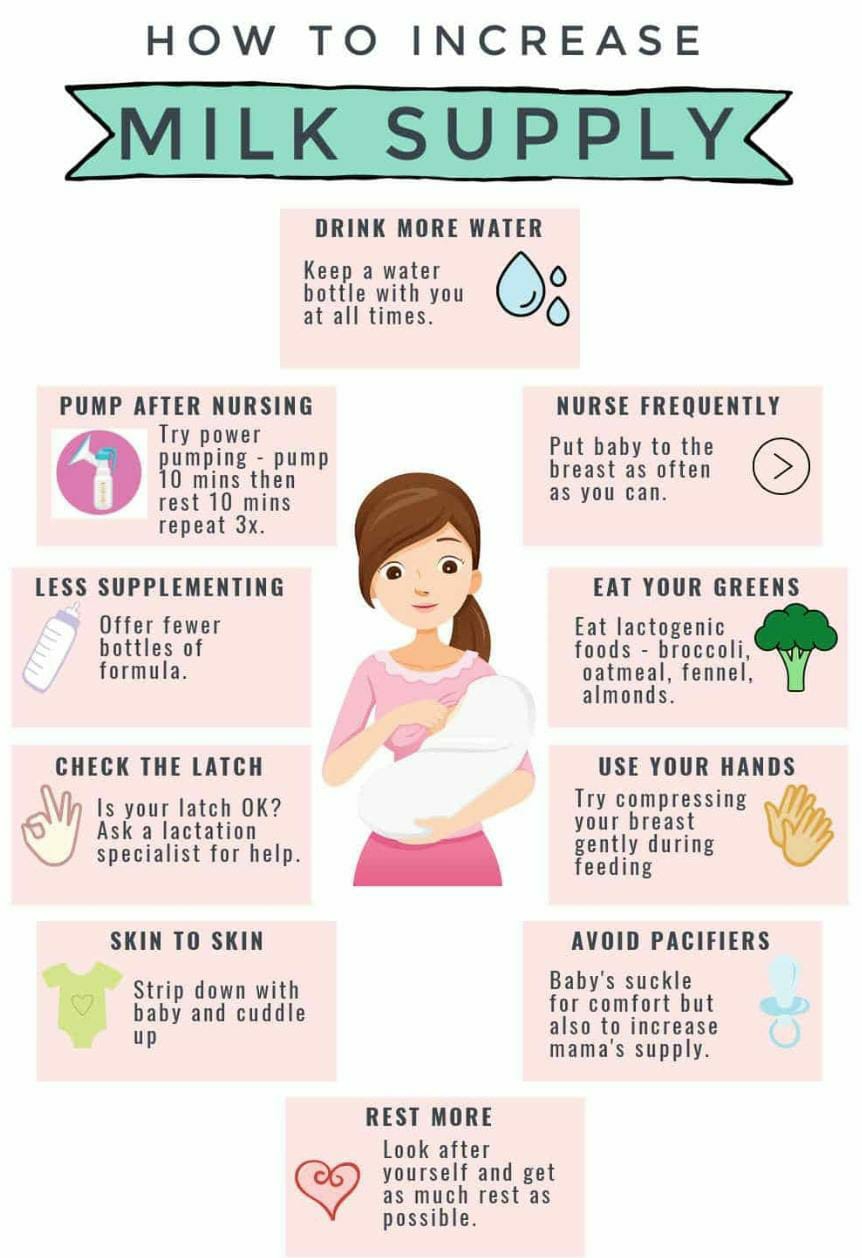 HOW TO INCREASE
MILK SUPPLY
DRINK MORE WATER
Keep a water
bottle with you
at all times.
PUMP AFTER NURSING
Try power
pumping - pump
10 mins then
rest 10 mins
repeat 3x.
NURSE FREQUENTLY
Put baby to the
breast as often
as you can.
LESS SUPPLEMENTING
Offer fewer
bottles of
formula.
EAT YOUR GREENS
Eat lactogenic
foods - broccoli,
oatmeal, fennel,
almonds.
CHECK THE LATCH
Is your latch OK?
Ask a lactation
specialist for help.
USE YOUR HANDS
Try compressing
your breast
gently during
feeding
SKIN TO SKIN
Strip down with
baby and cuddle
up
AVOID PACIFIERS
Baby's suckle
for comfort but
also to increase
mama's supply.
REST MORE
Look after
yourself and get
as much rest as
possible.